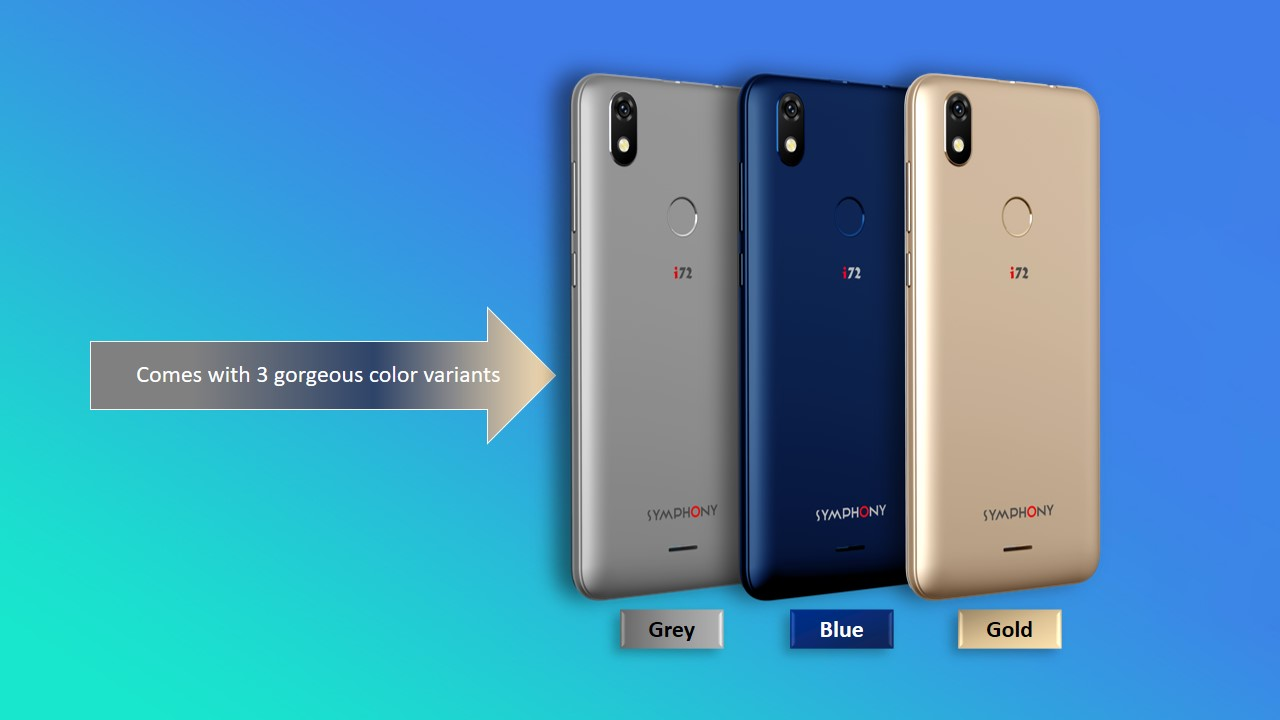 Comes with 3 gorgeous color variants
i72
i72
i72
SYMPHONY
SYMPHONY
SYMPHONY
Grey
Blue
Gold